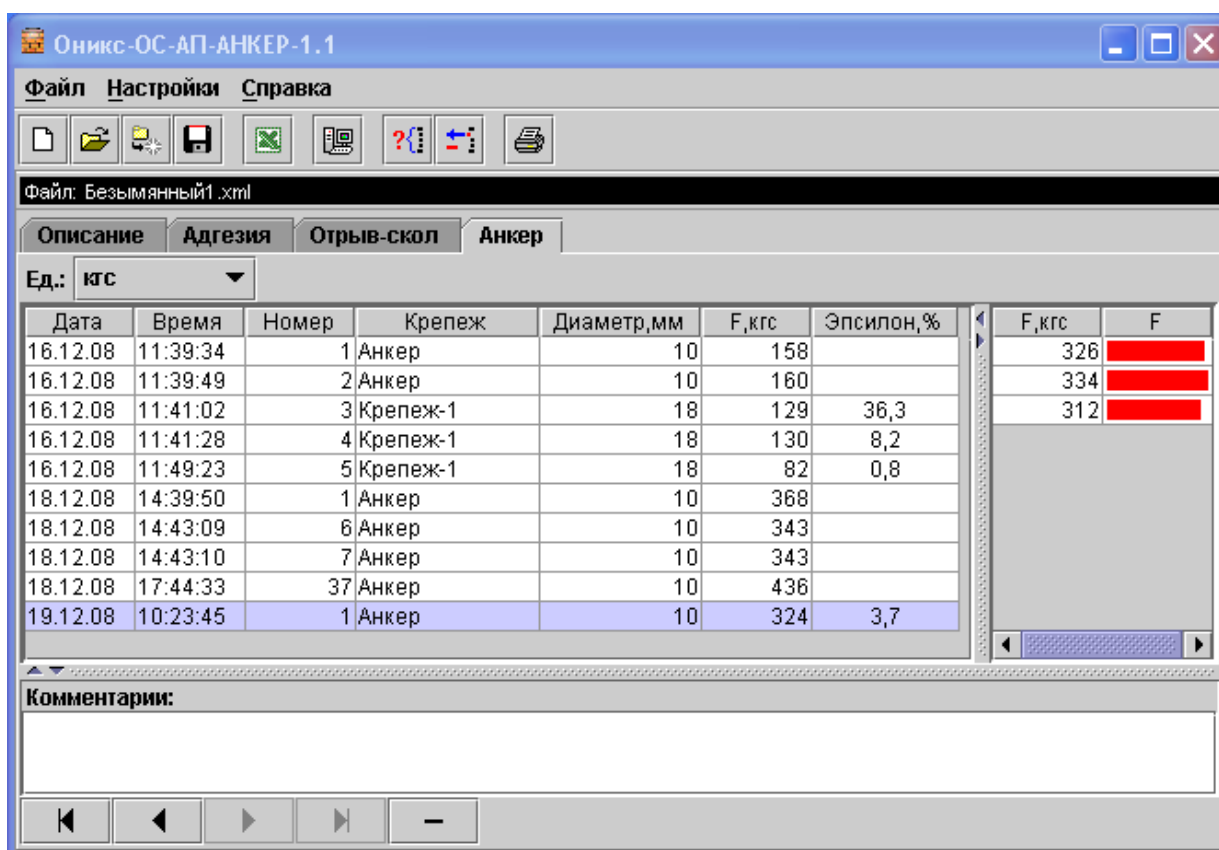 Оникс-ОС-АП-АНКЕР-1.1
Файл Настройки Справка
Файл: Безымянный1.xml
Описание Адгезия Отрыв-скол Анкер
Ед.: кгс
Дата Время Номер Крепеж Диаметр,мм F,кгс Эпсилон,% F,кгс F
16.12.08 11:39:34 1 Анкер 10 158 326
16.12.08 11:39:49 2 Анкер 10 160 334
16.12.08 11:41:02 3 Крепеж-1 18 129 36,3 312
16.12.08 11:41:28 4 Крепеж-1 18 130 8,2
16.12.08 11:49:23 5 Крепеж-1 18 82 0,8
18.12.08 14:39:50 1 Анкер 10 368
18.12.08 14:43:09 6 Анкер 10 343
18.12.08 14:43:10 7 Анкер 10 343
18.12.08 17:44:33 37 Анкер 10 436
19.12.08 10:23:45 1 Анкер 10 324 3,7
Комментарии: